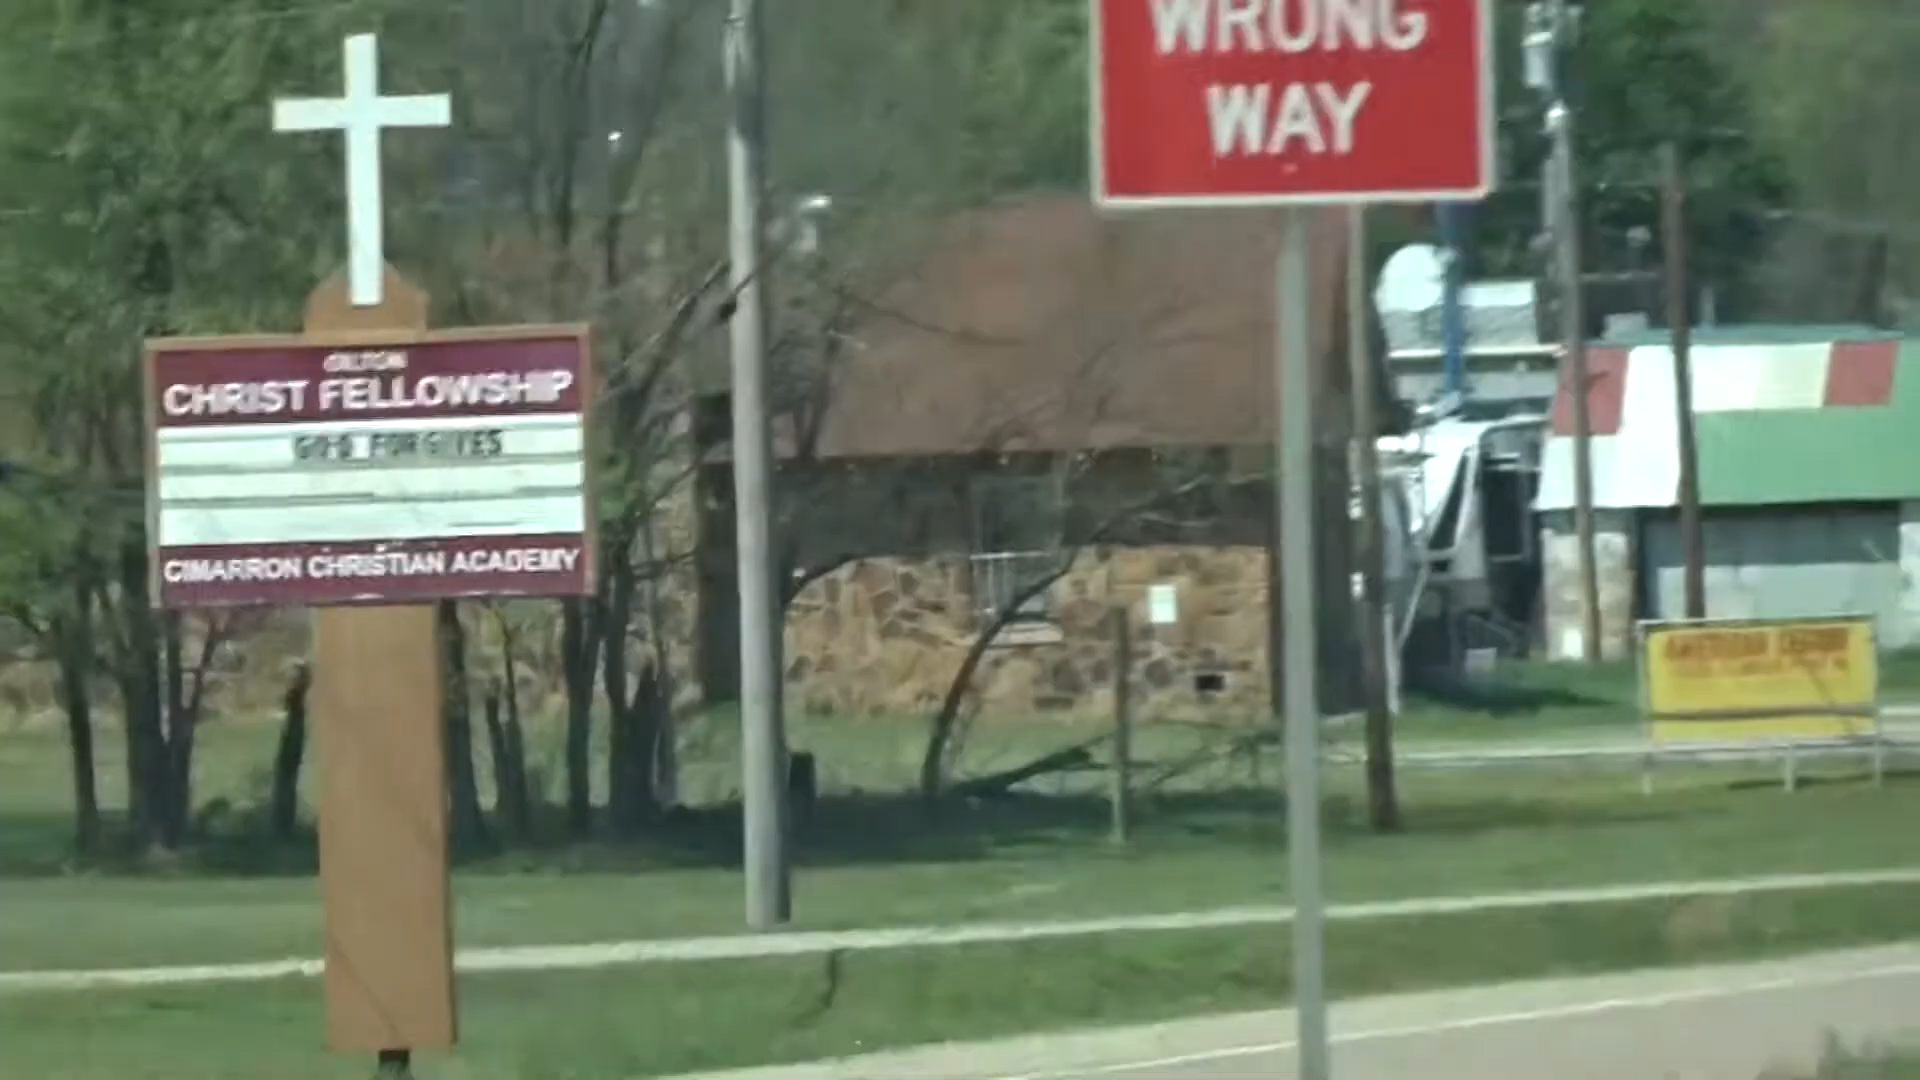 CHRIST FELLOWSHIP
GOD FORGIVES
CIMARRON CHRISTIAN ACADEMY
WRONG
WAY